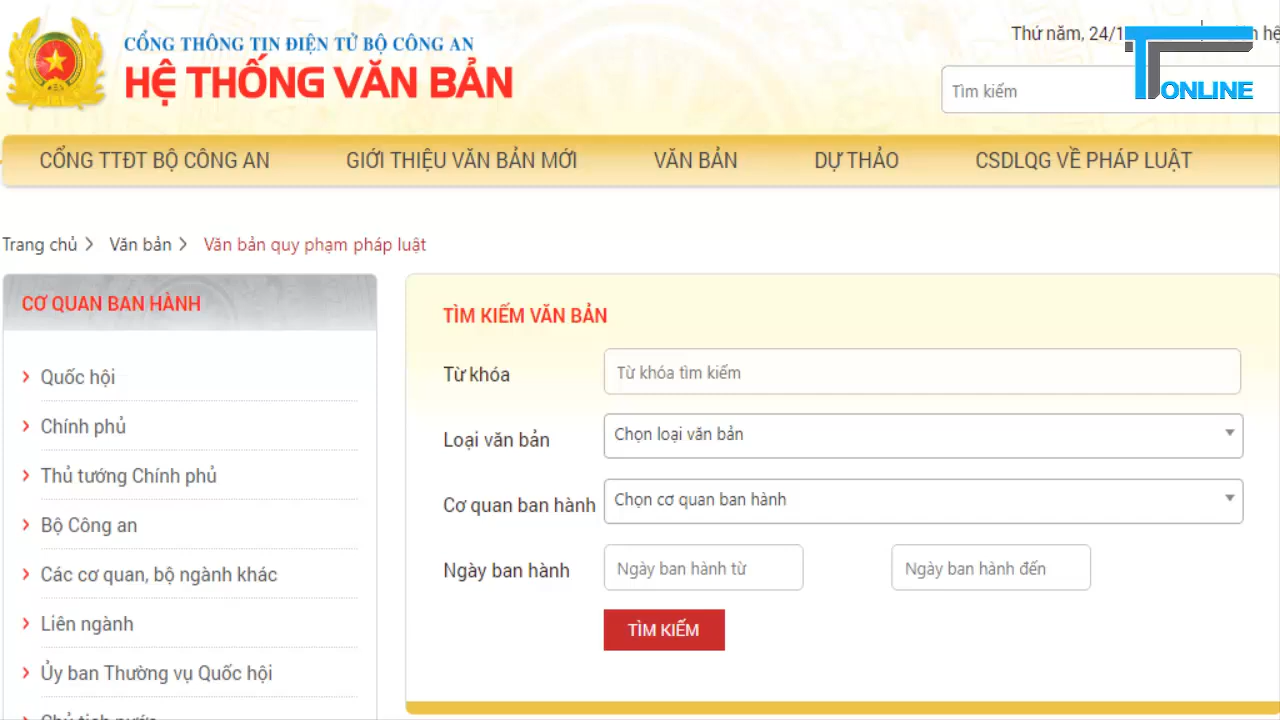 CỔNG THÔNG TIN ĐIỆN TỬ BỘ CÔNG AN
HỆ THỐNG VĂN BẢN
Thứ năm, 24/1
Tìm kiếm
ONLINE
CỔNG TTĐT BỘ CÔNG AN
GIỚI THIỆU VĂN BẢN MỚI
VĂN BẢN
DỰ THẢO
CSDLQG VỀ PHÁP LUẬT
Trang chủ
Văn bản
Văn bản quy phạm pháp luật
CƠ QUAN BAN HÀNH
Quốc hội
Chính phủ
Thủ tướng Chính phủ
Bộ Công an
Các cơ quan, bộ ngành khác
Liên ngành
Ủy ban Thường vụ Quốc hội
TÌM KIẾM VĂN BẢN
Từ khóa
Từ khóa tìm kiếm
Loại văn bản
Chọn loại văn bản
Cơ quan ban hành
Chọn cơ quan ban hành
Ngày ban hành
Ngày ban hành từ
Ngày ban hành đến
TÌM KIẾM